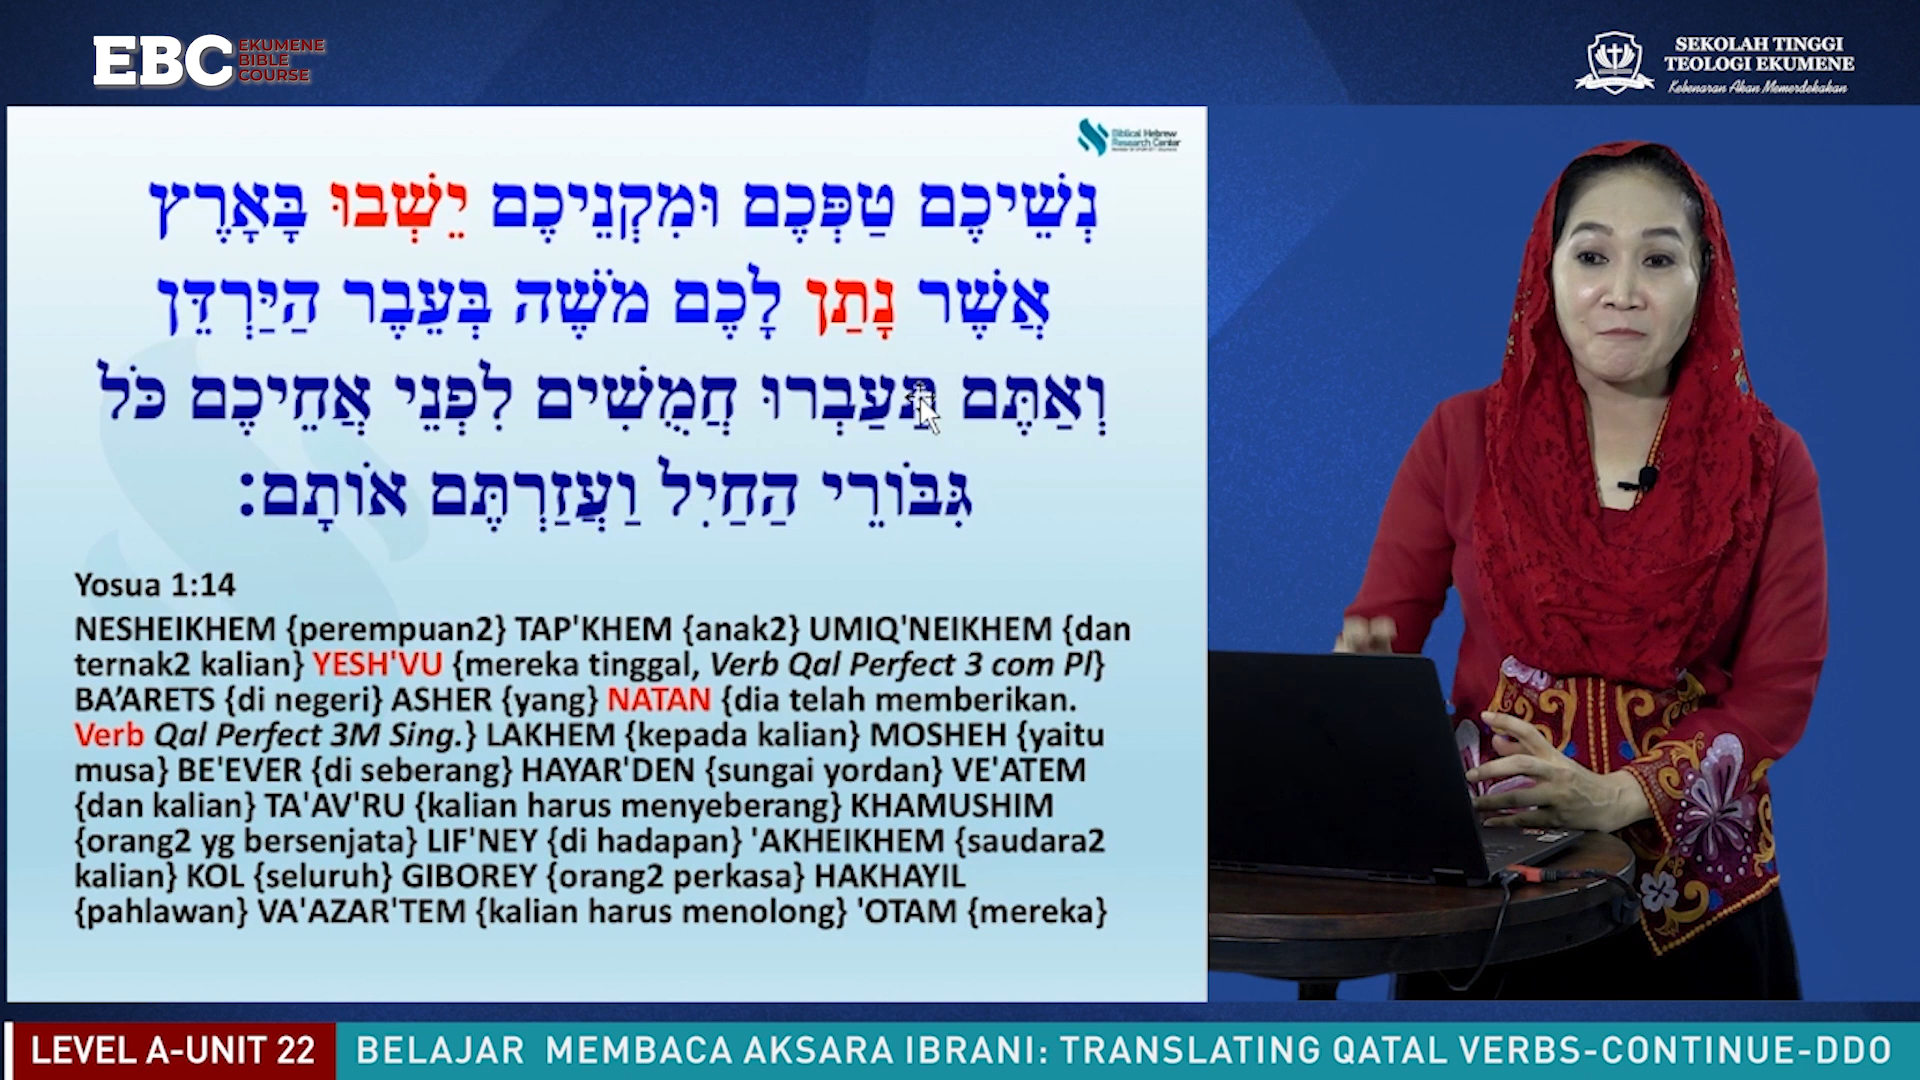 EBC EKUMENE
BIBLE
COURSE
SEKOLAH TINGGI
TEOLOGI EKUMENE
Kebenaran Akan Memerdekakan
Biblical Hebrew
Research Center
נְשֵׁיכֶם טַפְּכֶם וּמִקְנֵיכֶם יֵשְׁבוּ בָּאָרֶץ
אֲשֶׁר נָתַן לָכֶם מֹשֶׁה בְּעֵבֶר הַיַּרְדֵּן
וְאַתֶּם תַּעַבְרוּ חֲמֻשִׁים לִפְנֵי אֲחֵיכֶם כֹּל
גִּבּוֹרֵי הַחַיִל וַעֲזַרְתֶּם אוֹתָם׃
Yosua 1:14
NESHEIKHEM {perempuan2} TAP'KHEM {anak2} UMIQ'NEIKHEM {dan
ternak2 kalian} YESH'VU {mereka tinggal, Verb Qal Perfect 3 com Pl}
BA’ARETS {di negeri} ASHER {yang} NATAN {dia telah memberikan.
Verb Qal Perfect 3M Sing.} LAKHEM {kepada kalian} MOSHEH {yaitu
musa} BE'EVER {di seberang} HAYAR'DEN {sungai yordan} VE'ATEM
{dan kalian} TA'AV'RU {kalian harus menyeberang} KHAMUSHIM
{orang2 yg bersenjata} LIF'NEY {di hadapan} 'AKHEIKHEM {saudara2
kalian} KOL {seluruh} GIBOREY {orang2 perkasa} HAKHAYIL
{pahlawan} VA'AZAR'TEM {kalian harus menolong} 'OTAM {mereka}
LEVEL A-UNIT 22 BELAJAR MEMBACA AKSARA IBRANI: TRANSLATING QATAL VERBS-CONTINUE-DDO